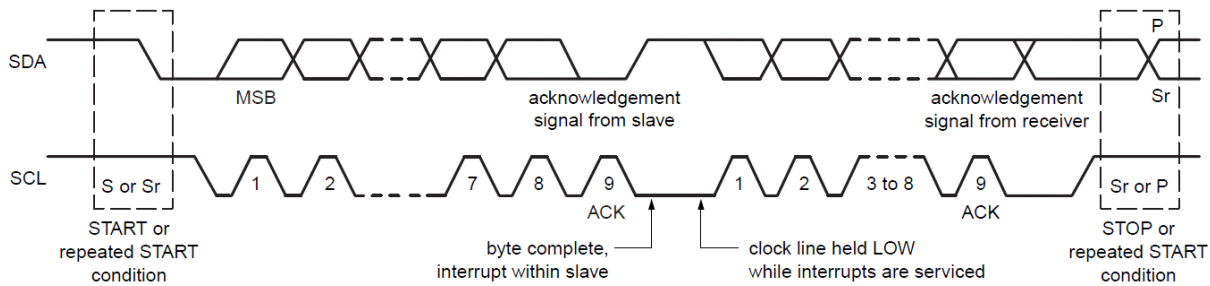 P
SDA
MSB
acknowledgement
signal from slave
acknowledgement
signal from receiver
Sr
SCL
S or Sr
1
2
7
8
9
1
2
3 to 8
9
Sr or P
ACK
ACK
START or
repeated START
condition
byte complete,
interrupt within slave
clock line held LOW
while interrupts are serviced
STOP or
repeated START
condition